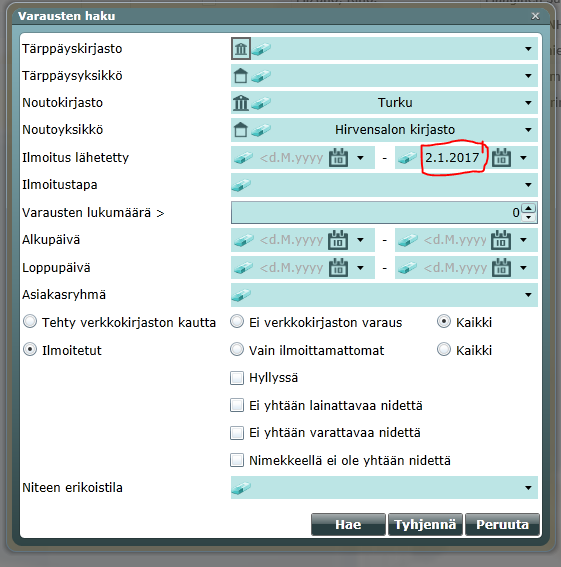 Varausten haku
Tärppäyskirjasto
Tärppäysyksikkö
Noutokirjasto Turku
Noutoyksikkö Hirvensalon kirjasto
Ilmoitus lähetetty <d.M.yyyy - 2.1.2017
Ilmoitustapa
Varausten lukumäärä > 0
Alkupäivä <d.M.yyyy - <d.M.yyyy
Loppupäivä <d.M.yyyy - <d.M.yyyy
Asiakasryhmä
Tehty verkkokirjaston kautta Ei verkkokirjaston varaus Kaikki
Ilmoitetut Vain ilmoittamattomat Kaikki
Hyllyssä
Ei yhtään lainattavaa nidettä
Ei yhtään varattavaa nidettä
Nimekkeellä ei ole yhtään nidettä
Niteen erikoistila
Hae Tyhjennä Peruuta